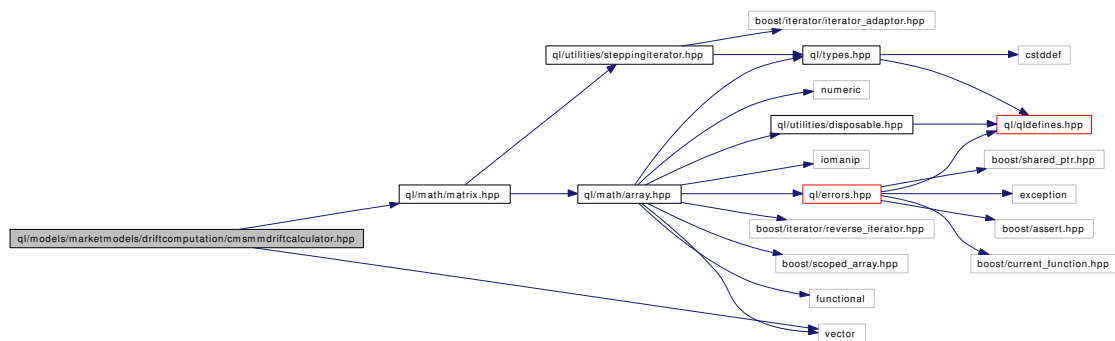 boost/iterator/iterator_adaptor.hpp
ql/utilities/steppingiterator.hpp
ql/types.hpp
cstddef
numeric
ql/utilities/disposable.hpp
ql/qldefines.hpp
iomanip
boost/shared_ptr.hpp
ql/math/matrix.hpp
ql/math/array.hpp
ql/errors.hpp
exception
boost/iterator/reverse_iterator.hpp
boost/assert.hpp
ql/models/marketmodels/driftcomputation/cmsmmdriftcalculator.hpp
boost/scoped_array.hpp
boost/current_function.hpp
functional
vector